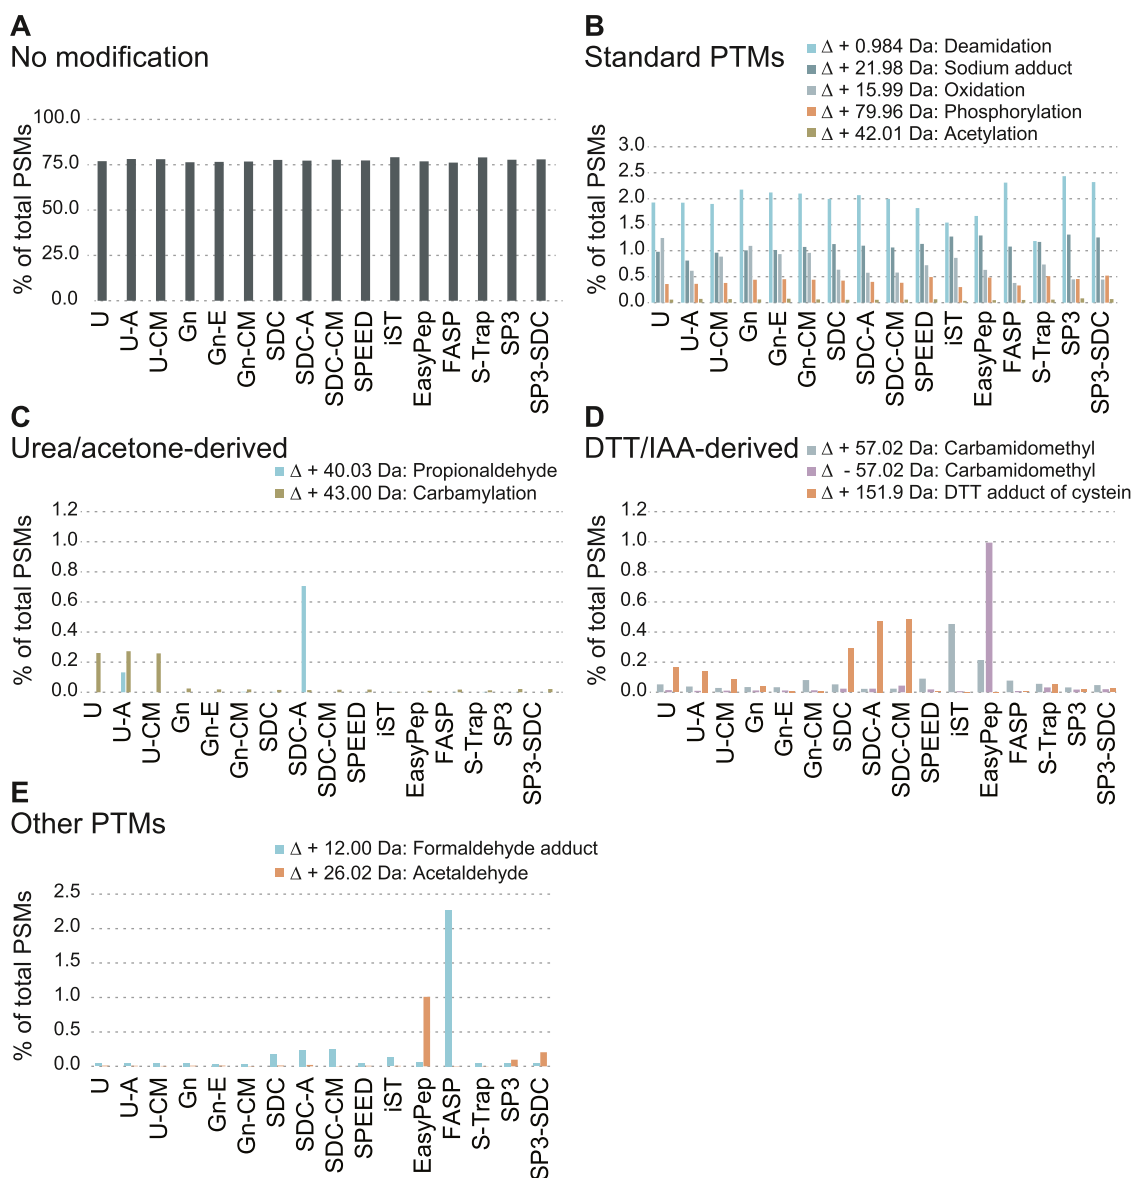 A
No modification
% of total PSMs
100.0
75.0
50.0
25.0
0.0
U
U-A
U-CM
Gn
Gn-E
Gn-CM
SDC
SDC-A
SDC-CM
SPEED
iST
EasyPep
FASP
S-Trap
SP3
SP3-SDC
B
Standard PTMs
Δ + 0.984 Da: Deamidation
Δ + 21.98 Da: Sodium adduct
Δ + 15.99 Da: Oxidation
Δ + 79.96 Da: Phosphorylation
Δ + 42.01 Da: Acetylation
% of total PSMs
3.0
2.5
2.0
1.5
1.0
0.5
0.0
U
U-A
U-CM
Gn
Gn-E
Gn-CM
SDC
SDC-A
SDC-CM
SPEED
iST
EasyPep
FASP
S-Trap
SP3
SP3-SDC
C
Urea/acetone-derived
Δ + 40.03 Da: Propionaldehyde
Δ + 43.00 Da: Carbamylation
% of total PSMs
1.2
1.0
0.8
0.6
0.4
0.2
0.0
U
U-A
U-CM
Gn
Gn-E
Gn-CM
SDC
SDC-A
SDC-CM
SPEED
iST
EasyPep
FASP
S-Trap
SP3
SP3-SDC
D
DTT/IAA-derived
Δ + 57.02 Da: Carbamidomethyl
Δ - 57.02 Da: Carbamidomethyl
Δ + 151.9 Da: DTT adduct of cystein
% of total PSMs
1.2
1.0
0.8
0.6
0.4
0.2
0.0
U
U-A
U-CM
Gn
Gn-E
Gn-CM
SDC
SDC-A
SDC-CM
SPEED
iST
EasyPep
FASP
S-Trap
SP3
SP3-SDC
E
Other PTMs
Δ + 12.00 Da: Formaldehyde adduct
Δ + 26.02 Da: Acetaldehyde
% of total PSMs
2.5
2.0
1.5
1.0
0.5
0.0
U
U-A
U-CM
Gn
Gn-E
Gn-CM
SDC
SDC-A
SDC-CM
SPEED
iST
EasyPep
FASP
S-Trap
SP3
SP3-SDC